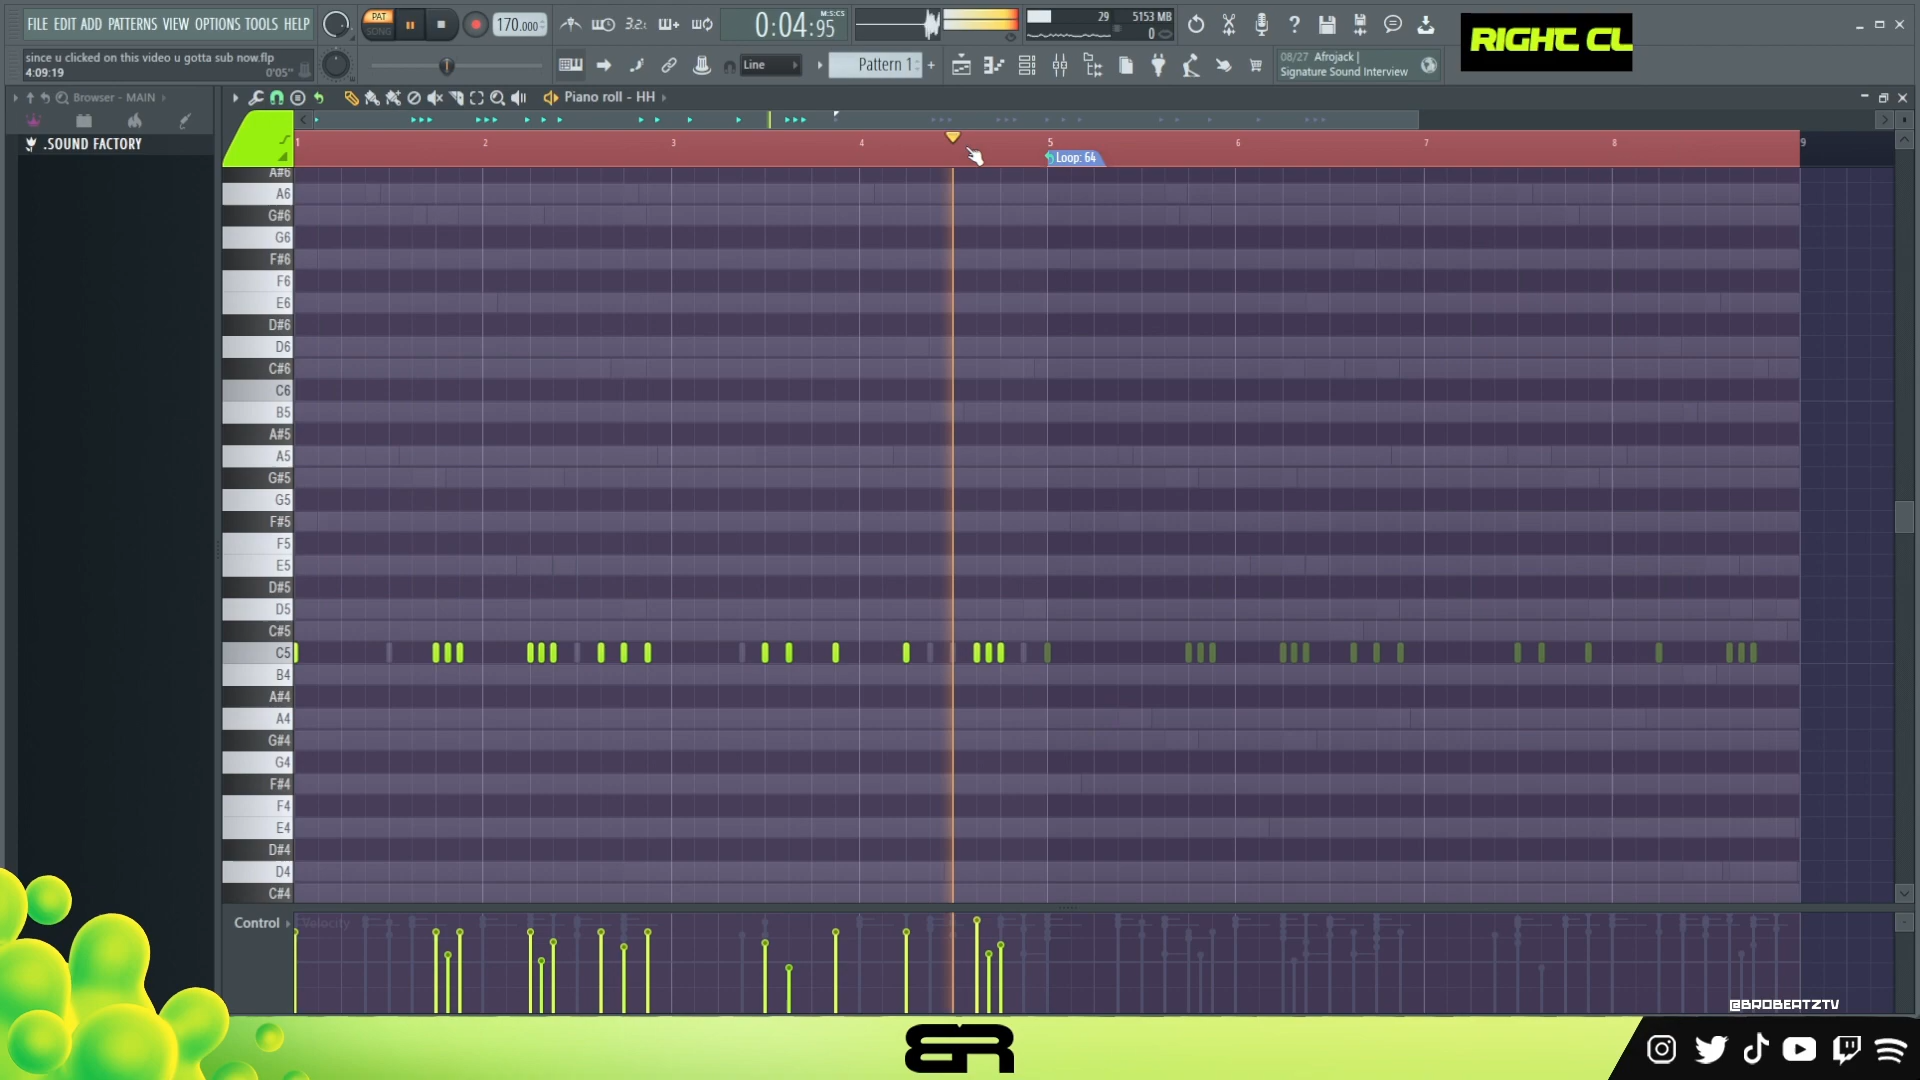 FILE EDIT ADD PATTERNS VIEW OPTIONS TOOLS HELP
PAT
SONG
170.000
3.2.
0:04:95
M:S:CS
29
5153 MB
0
RIGHT CL
since u clicked on this video u gotta sub now.flp
4:09:19
0'05"
Line
Pattern 1
08/27 Afrojack |
Signature Sound Interview
Browser - MAIN
Piano roll - HH
.SOUND FACTORY
1 2 3 4 5 6 7 8 9
Loop: 64
A#6
A6
G#6
G6
F#6
F6
E6
D#6
D6
C#6
C6
B5
A#5
A5
G#5
G5
F#5
F5
E5
D#5
D5
C#5
C5
B4
A#4
A4
G#4
G4
F#4
F4
E4
D#4
D4
C#4
Control
Velocity
@BROBEATZTV
BR